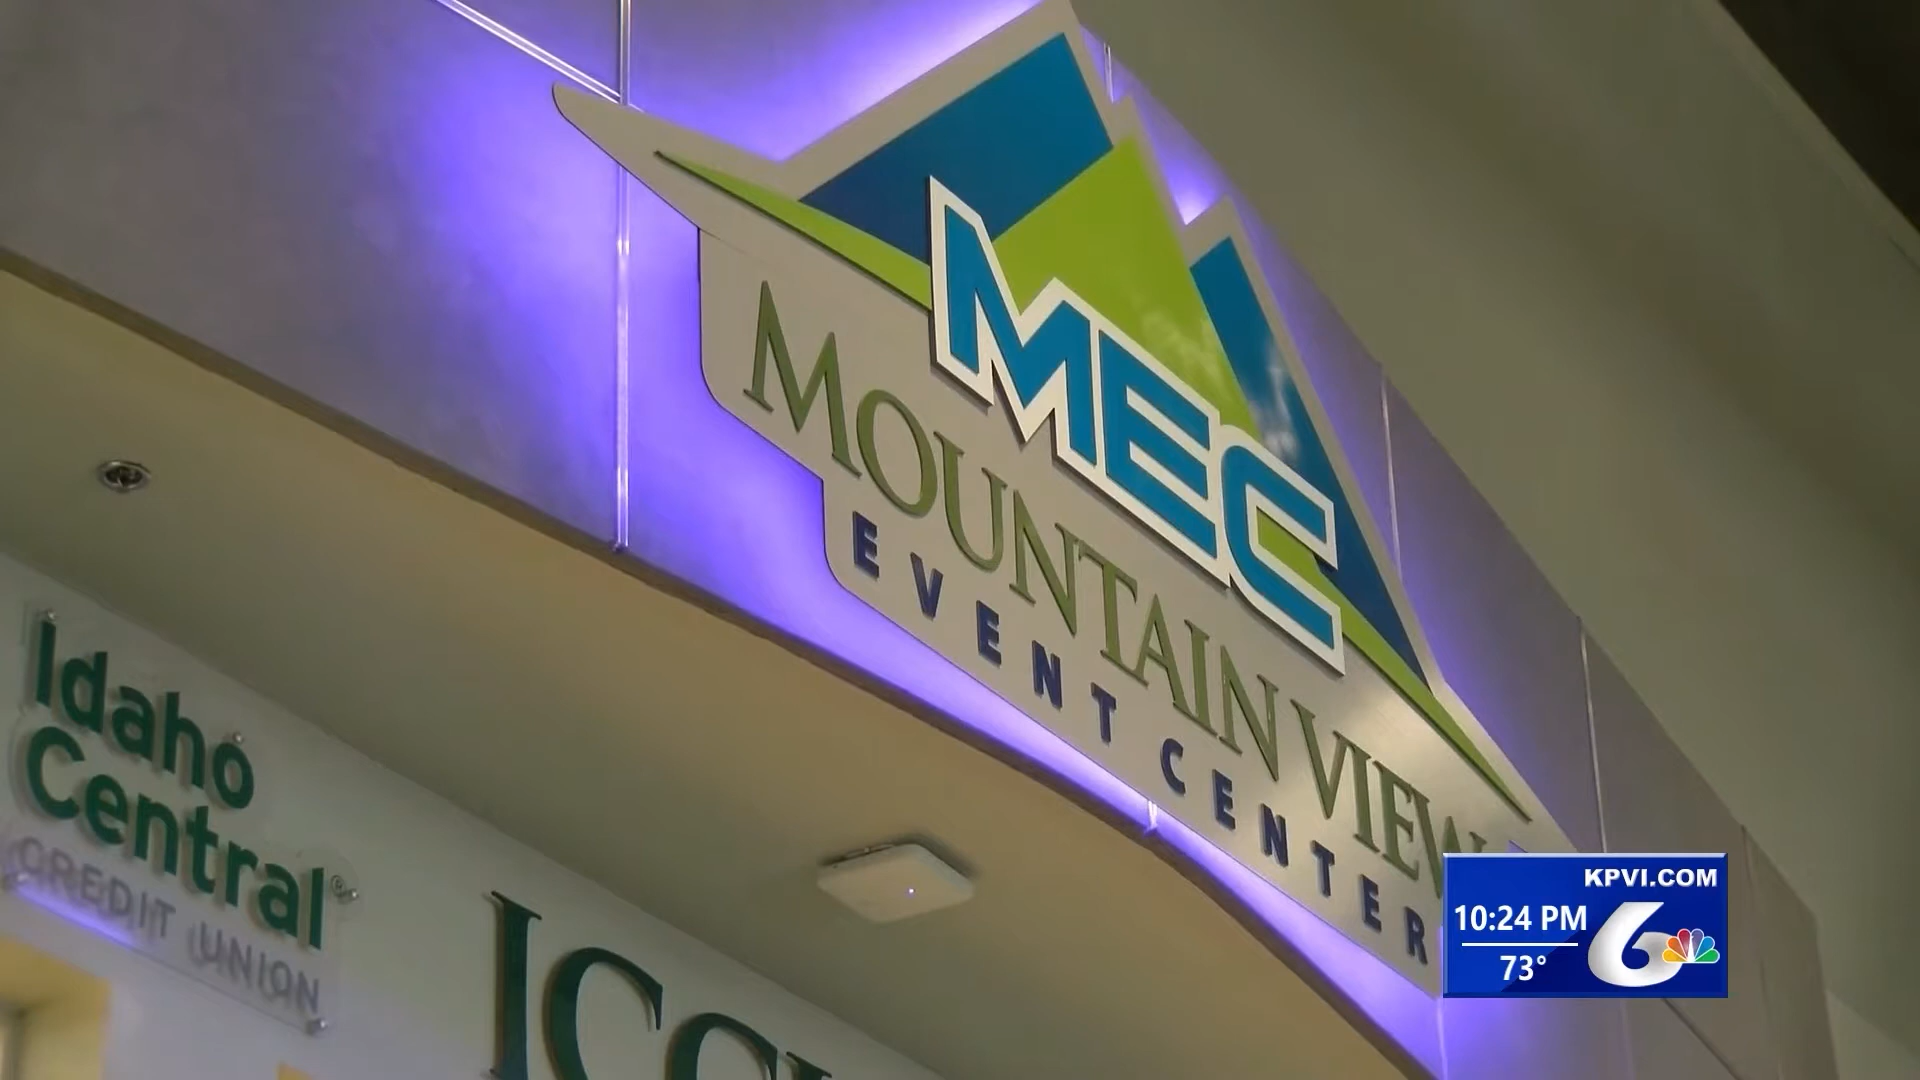 MEC
MOUNTAIN VIEW
EVENT CENTER
Idaho
Central®
CREDIT UNION
KPVI.COM
10:24 PM
73°
6